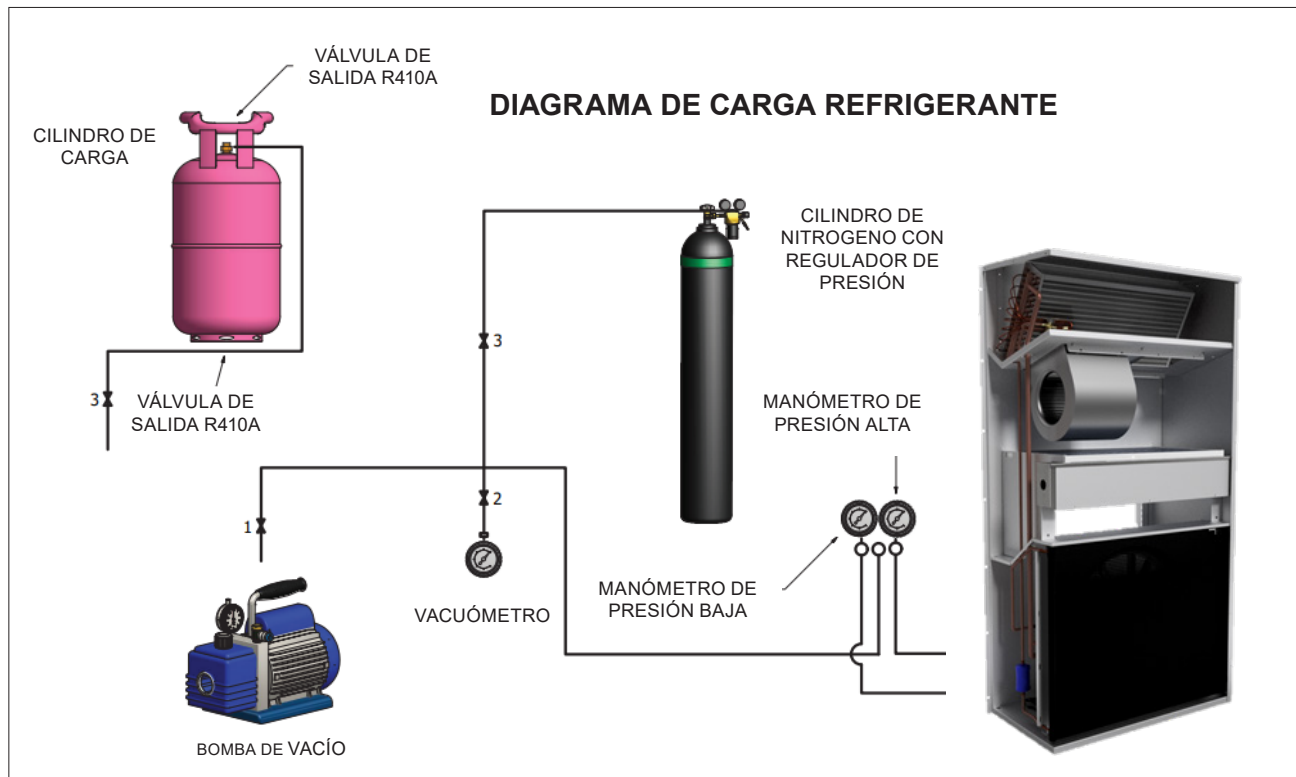 VÁLVULA DE
SALIDA R410A
DIAGRAMA DE CARGA REFRIGERANTE
CILINDRO DE
CARGA
CILINDRO DE
NITROGENO CON
REGULADOR DE
PRESIÓN
3
3
VÁLVULA DE
SALIDA R410A
MANÓMETRO DE
PRESIÓN ALTA
2
1
MANÓMETRO DE
PRESIÓN BAJA
VACUÓMETRO
BOMBA DE VACÍO